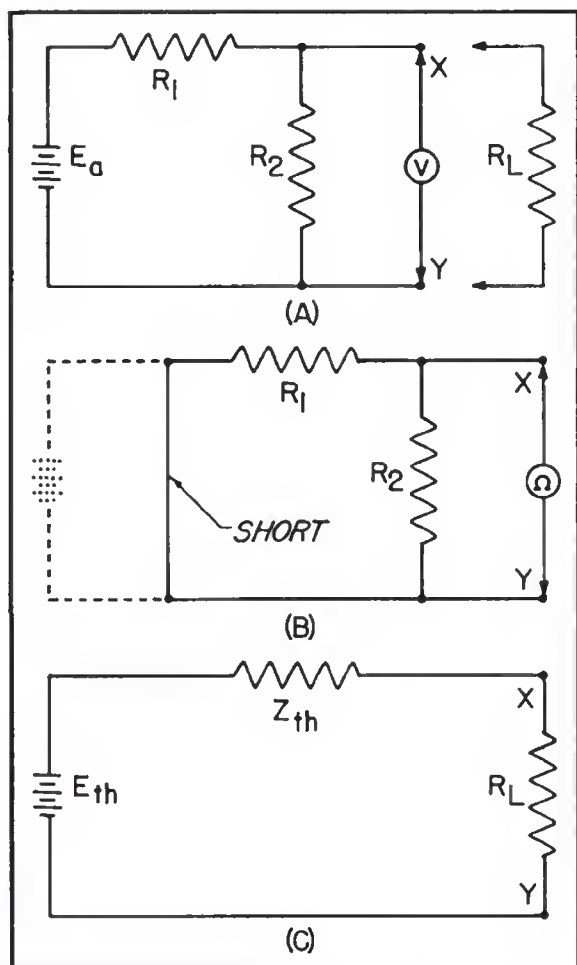 R1
X
Ea
R2
V
RL
Y
(A)
R1
X
R2
Ω
SHORT
Y
(B)
Zth
X
Eth
RL
Y
(C)